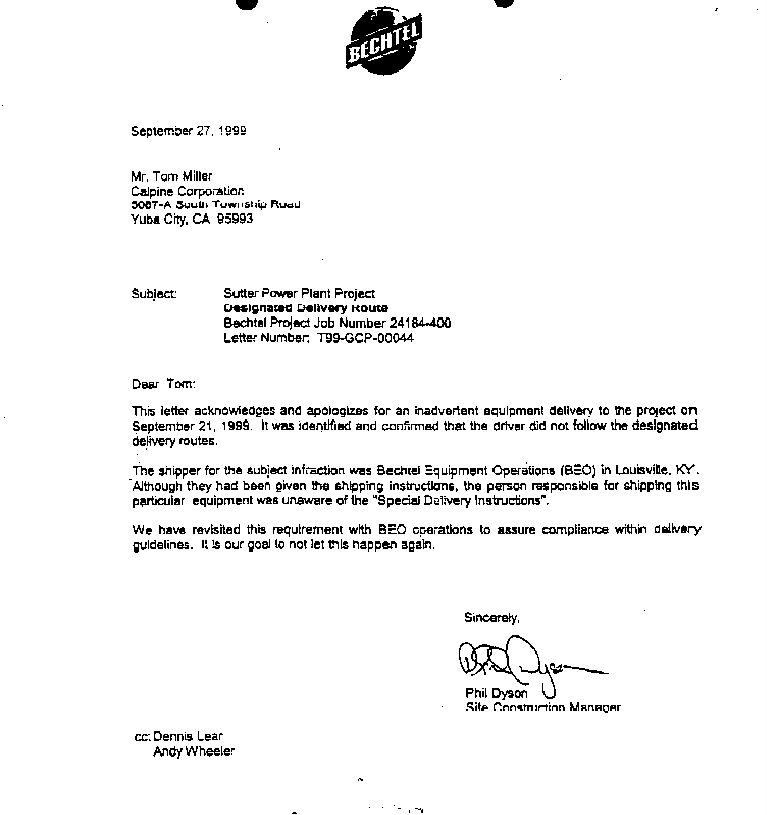 BECHTEL
September 27, 1999
Mr. Tom Miller
Calpine Corporation
3087-A South Township Road
Yuba City, CA 95993
Subject: Sutter Power Plant Project
Designated Delivery Route
Bechtel Project Job Number 24184-400
Letter Number: T99-GCP-00044
Dear Tom:
This letter acknowledges and apologizes for an inadvertent equipment delivery to the project on
September 21, 1999. It was identified and confirmed that the driver did not follow the designated
delivery routes.
The shipper for the subject infraction was Bechtel Equipment Operations (BEO) in Louisville, KY.
Although they had been given the shipping instructions, the person responsible for shipping this
particular equipment was unaware of the "Special Delivery Instructions".
We have revisited this requirement with BEO operations to assure compliance within delivery
guidelines. It is our goal to not let this happen again.
Sincerely,
Phil Dyson
Site Construction Manager
cc: Dennis Lear
Andy Wheeler